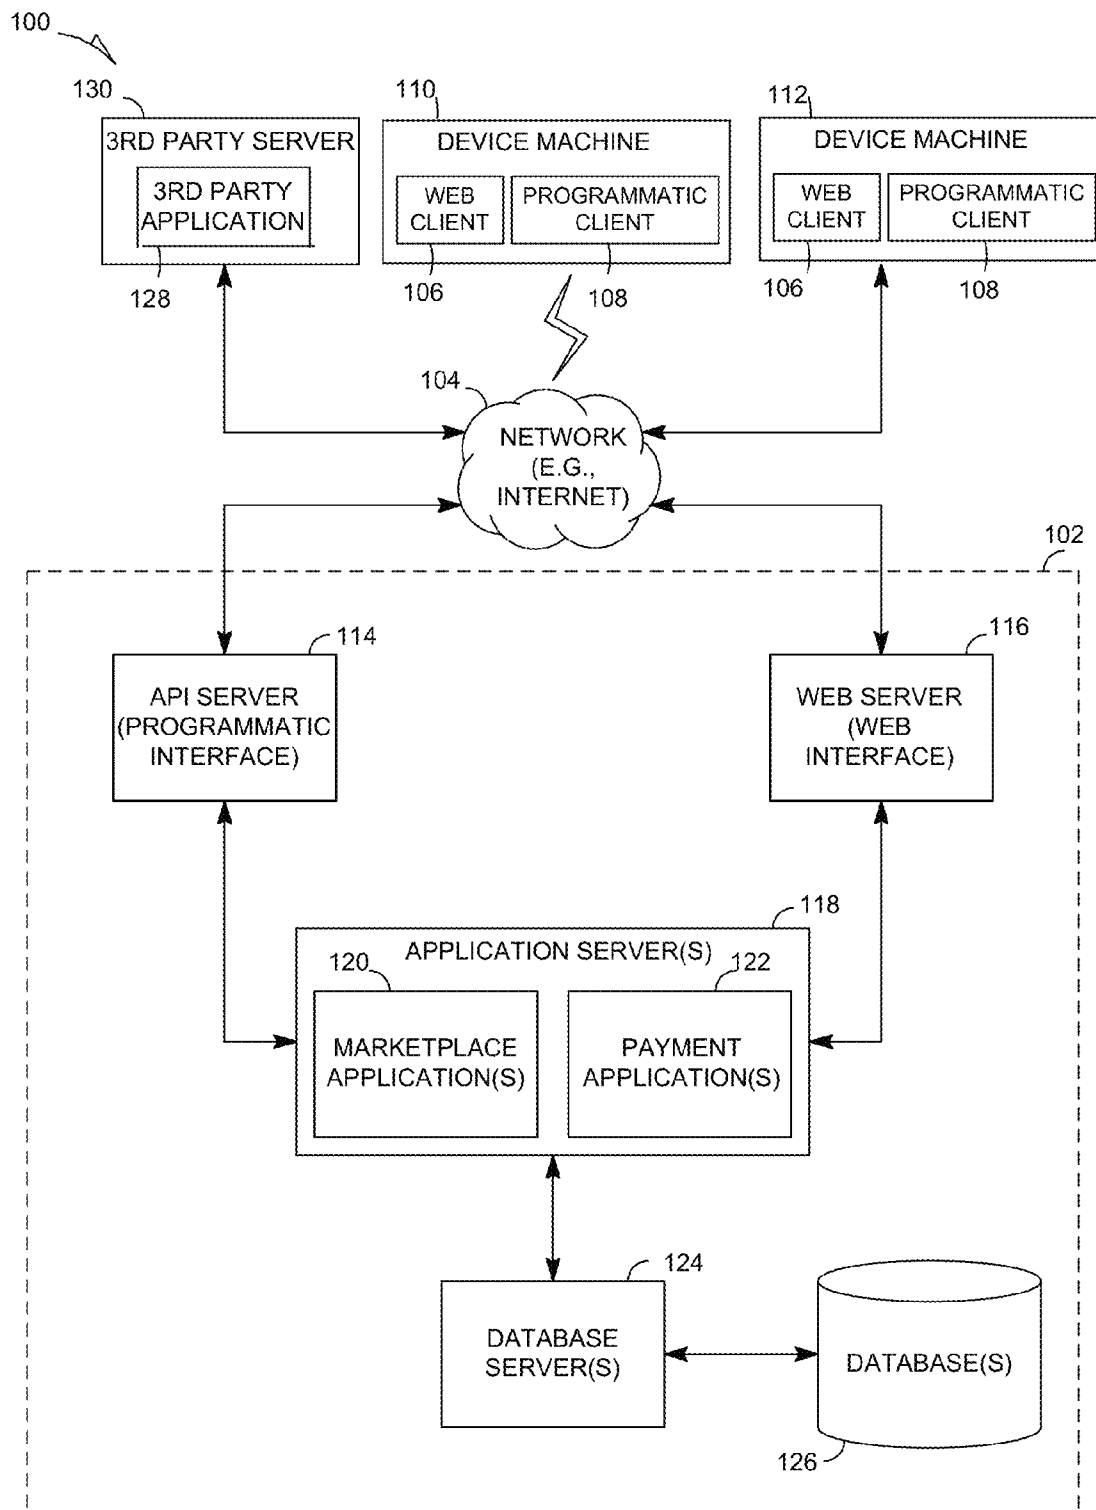 100
130
110
112
3RD PARTY SERVER
3RD PARTY
APPLICATION
128
DEVICE MACHINE
WEB
CLIENT
PROGRAMMATIC
CLIENT
106
108
DEVICE MACHINE
WEB
CLIENT
PROGRAMMATIC
CLIENT
106
108
104
NETWORK
(E.G.,
INTERNET)
102
114
API SERVER
(PROGRAMMATIC
INTERFACE)
116
WEB SERVER
(WEB
INTERFACE)
118
APPLICATION SERVER(S)
120
122
MARKETPLACE
APPLICATION(S)
PAYMENT
APPLICATION(S)
124
DATABASE
SERVER(S)
DATABASE(S)
126